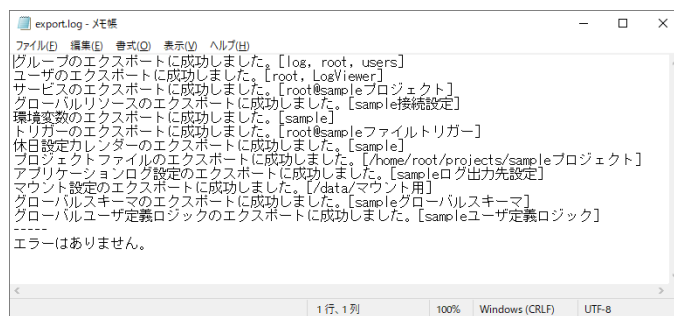 export.log - メモ帳
ファイル(F) 編集(E) 書式(O) 表示(V) ヘルプ(H)
グループのエクスポートに成功しました。[log, root, users]
ユーザのエクスポートに成功しました。[root, LogViewer]
サービスのエクスポートに成功しました。[root@sampleプロジェクト]
グローバルリソースのエクスポートに成功しました。[sample接続設定]
環境変数のエクスポートに成功しました。[sample]
トリガーのエクスポートに成功しました。[root@sampleファイルトリガー]
休日設定カレンダーのエクスポートに成功しました。[sample]
プロジェクトファイルのエクスポートに成功しました。[/home/root/projects/sampleプロジェクト]
アプリケーションログ設定のエクスポートに成功しました。[sampleログ出力先設定]
マウント設定のエクスポートに成功しました。[/data/マウント用]
グローバルスキーマのエクスポートに成功しました。[sampleグローバルスキーマ]
グローバルユーザ定義ロジックのエクスポートに成功しました。[sampleユーザ定義ロジック]
-----
エラーはありません。
1行、1列 100% Windows (CRLF) UTF-8